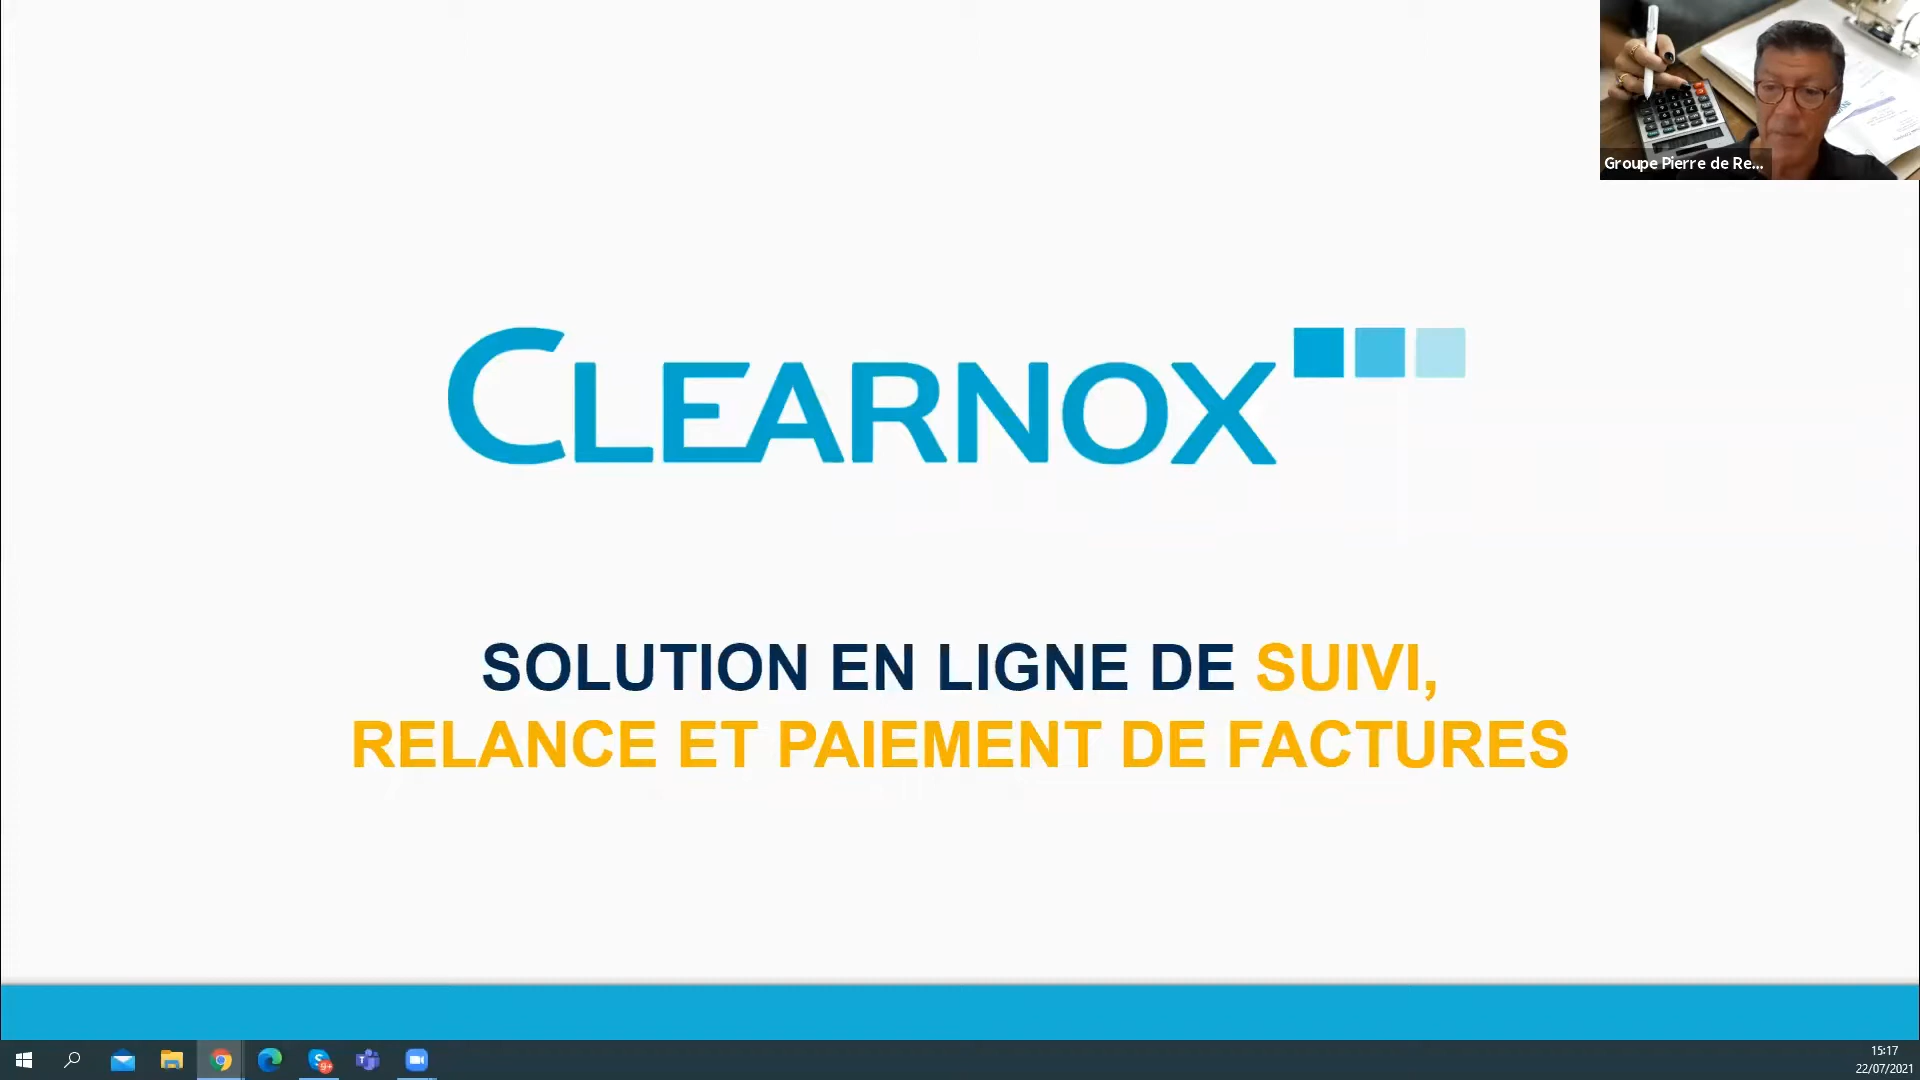 Groupe Pierre de Re...
CLEARNOX
SOLUTION EN LIGNE DE SUIVI,
RELANCE ET PAIEMENT DE FACTURES
9+
15:17
22/07/2021